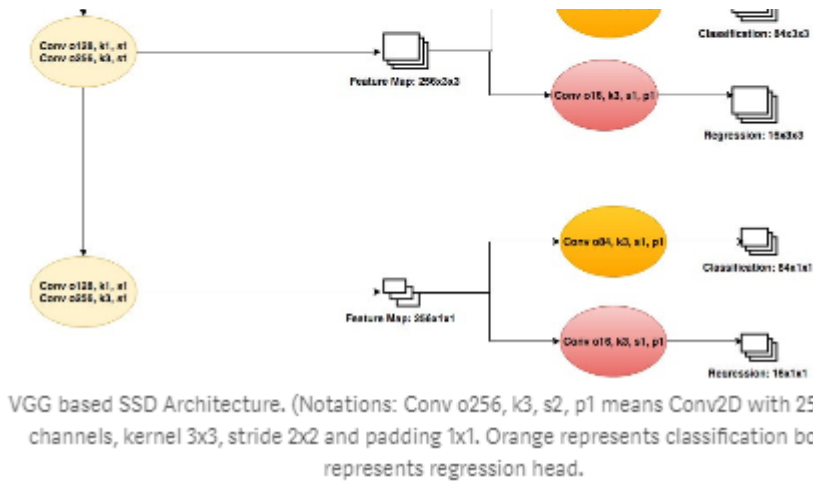 Conv o128, k1, s1
Conv o256, k3, s1
Feature Map: 256x3x3
Classification: 84x3x3
Conv o16, k3, s1, p1
Regression: 16x3x3
Conv o128, k1, s1
Conv o256, k3, s1
Feature Map: 256x1x1
Conv o84, k3, s1, p1
Classification: 84x1x1
Conv o16, k3, s1, p1
Regression: 16x1x1
VGG based SSD Architecture. (Notations: Conv o256, k3, s2, p1 means Conv2D with 25
channels, kernel 3x3, stride 2x2 and padding 1x1. Orange represents classification bo
represents regression head.